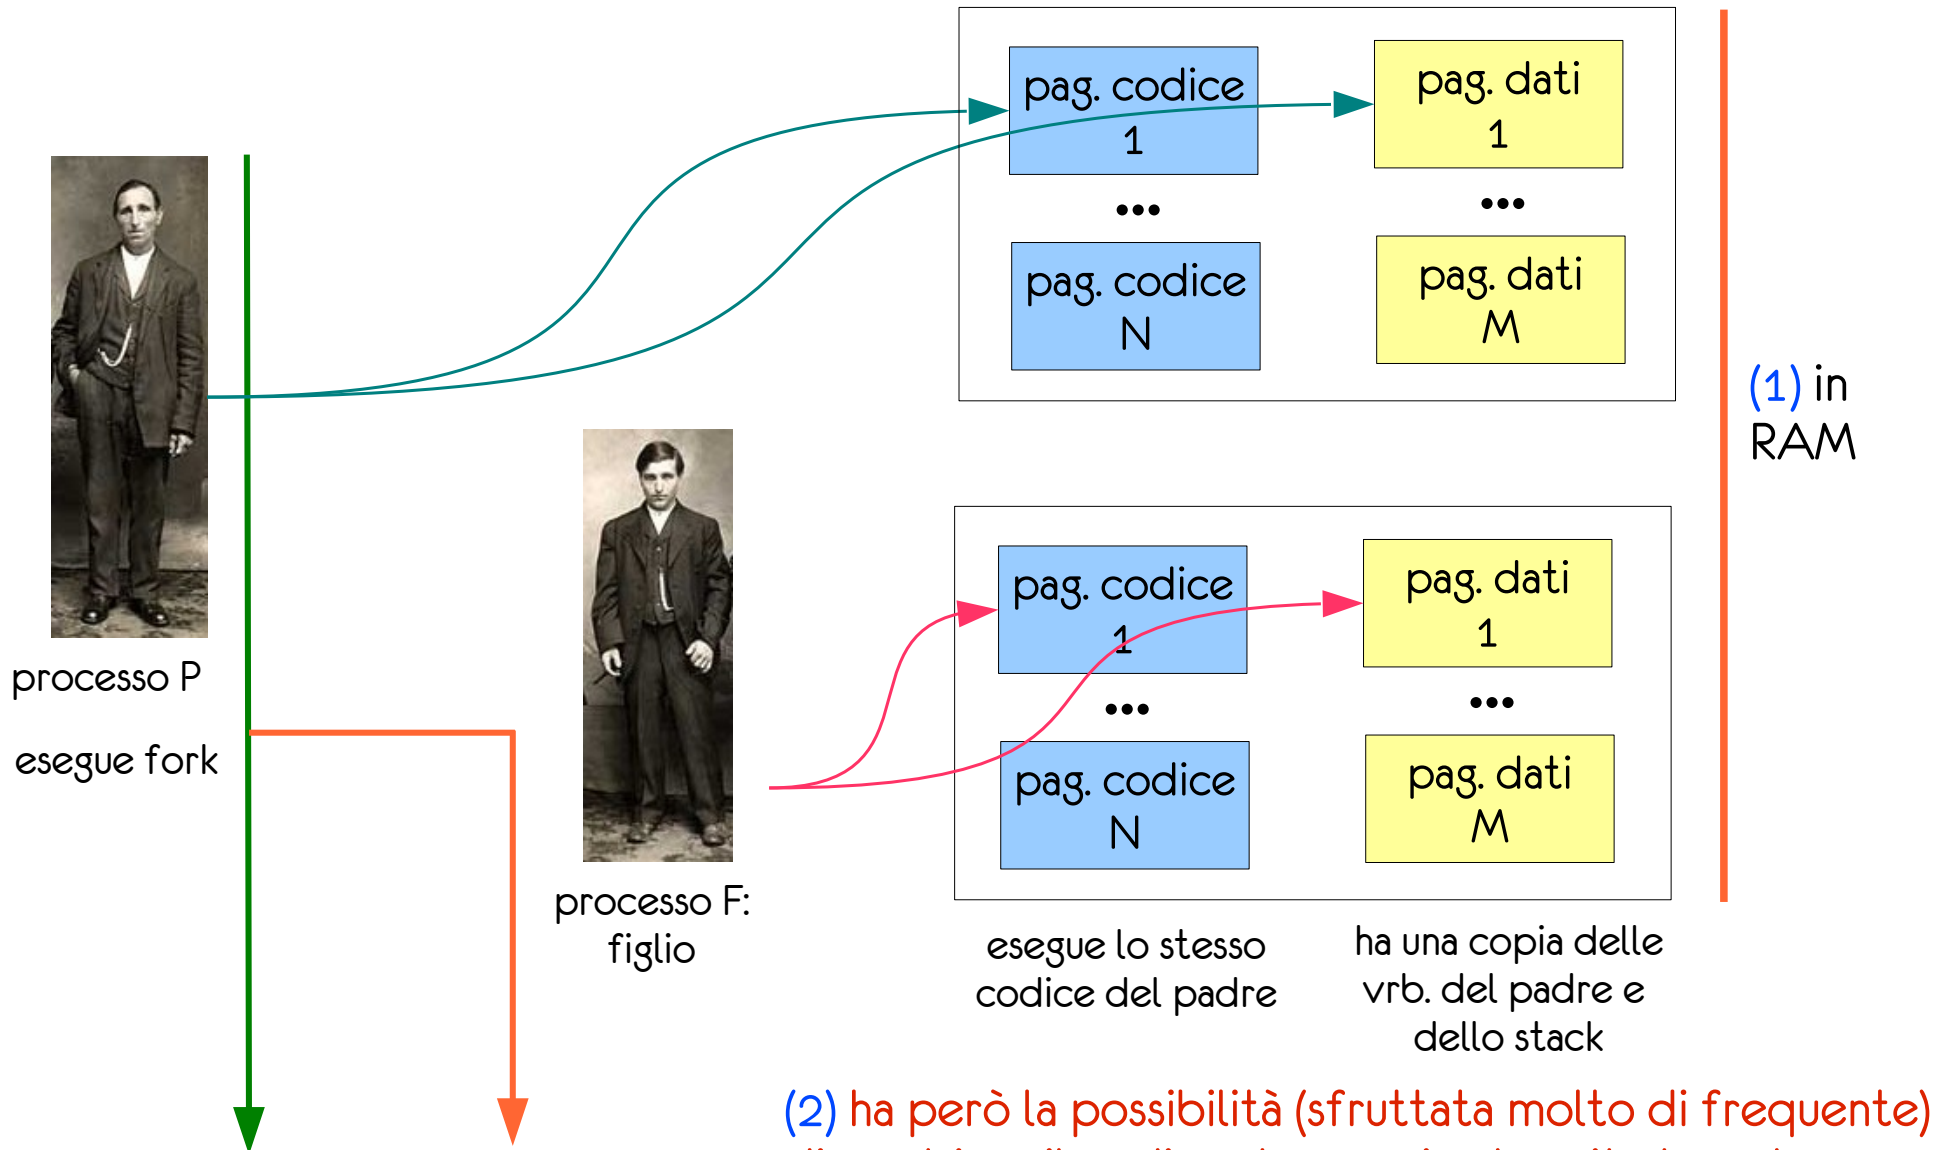 pag. codice
1
...
pag. codice
N
pag. dati
1
...
pag. dati
M
(1) in
RAM
processo P
esegue fork
processo F:
figlio
pag. codice
1
...
pag. codice
N
pag. dati
1
...
pag. dati
M
esegue lo stesso
codice del padre
ha una copia delle
vrb. del padre e
dello stack
(2) ha però la possibilità (sfruttata molto di frequente)